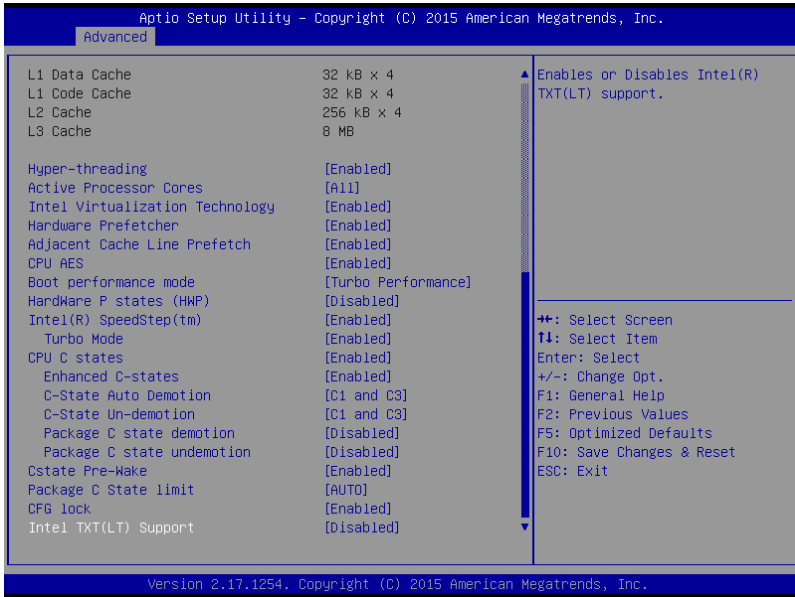 Aptio Setup Utility – Copyright (C) 2015 American Megatrends, Inc.
Advanced
L1 Data Cache 32 kB x 4
L1 Code Cache 32 kB x 4
L2 Cache 256 kB x 4
L3 Cache 8 MB
Hyper-threading [Enabled]
Active Processor Cores [All]
Intel Virtualization Technology [Enabled]
Hardware Prefetcher [Enabled]
Adjacent Cache Line Prefetch [Enabled]
CPU AES [Enabled]
Boot performance mode [Turbo Performance]
HardWare P states (HWP) [Disabled]
Intel(R) SpeedStep(tm) [Enabled]
Turbo Mode [Enabled]
CPU C states [Enabled]
Enhanced C-states [Enabled]
C-State Auto Demotion [C1 and C3]
C-State Un-demotion [C1 and C3]
Package C state demotion [Disabled]
Package C state undemotion [Disabled]
Cstate Pre-Wake [Enabled]
Package C State limit [AUTO]
CFG lock [Enabled]
Intel TXT(LT) Support [Disabled]
Enables or Disables Intel(R)
TXT(LT) support.
→←: Select Screen
↑↓: Select Item
Enter: Select
+/-: Change Opt.
F1: General Help
F2: Previous Values
F5: Optimized Defaults
F10: Save Changes & Reset
ESC: Exit
Version 2.17.1254. Copyright (C) 2015 American Megatrends, Inc.